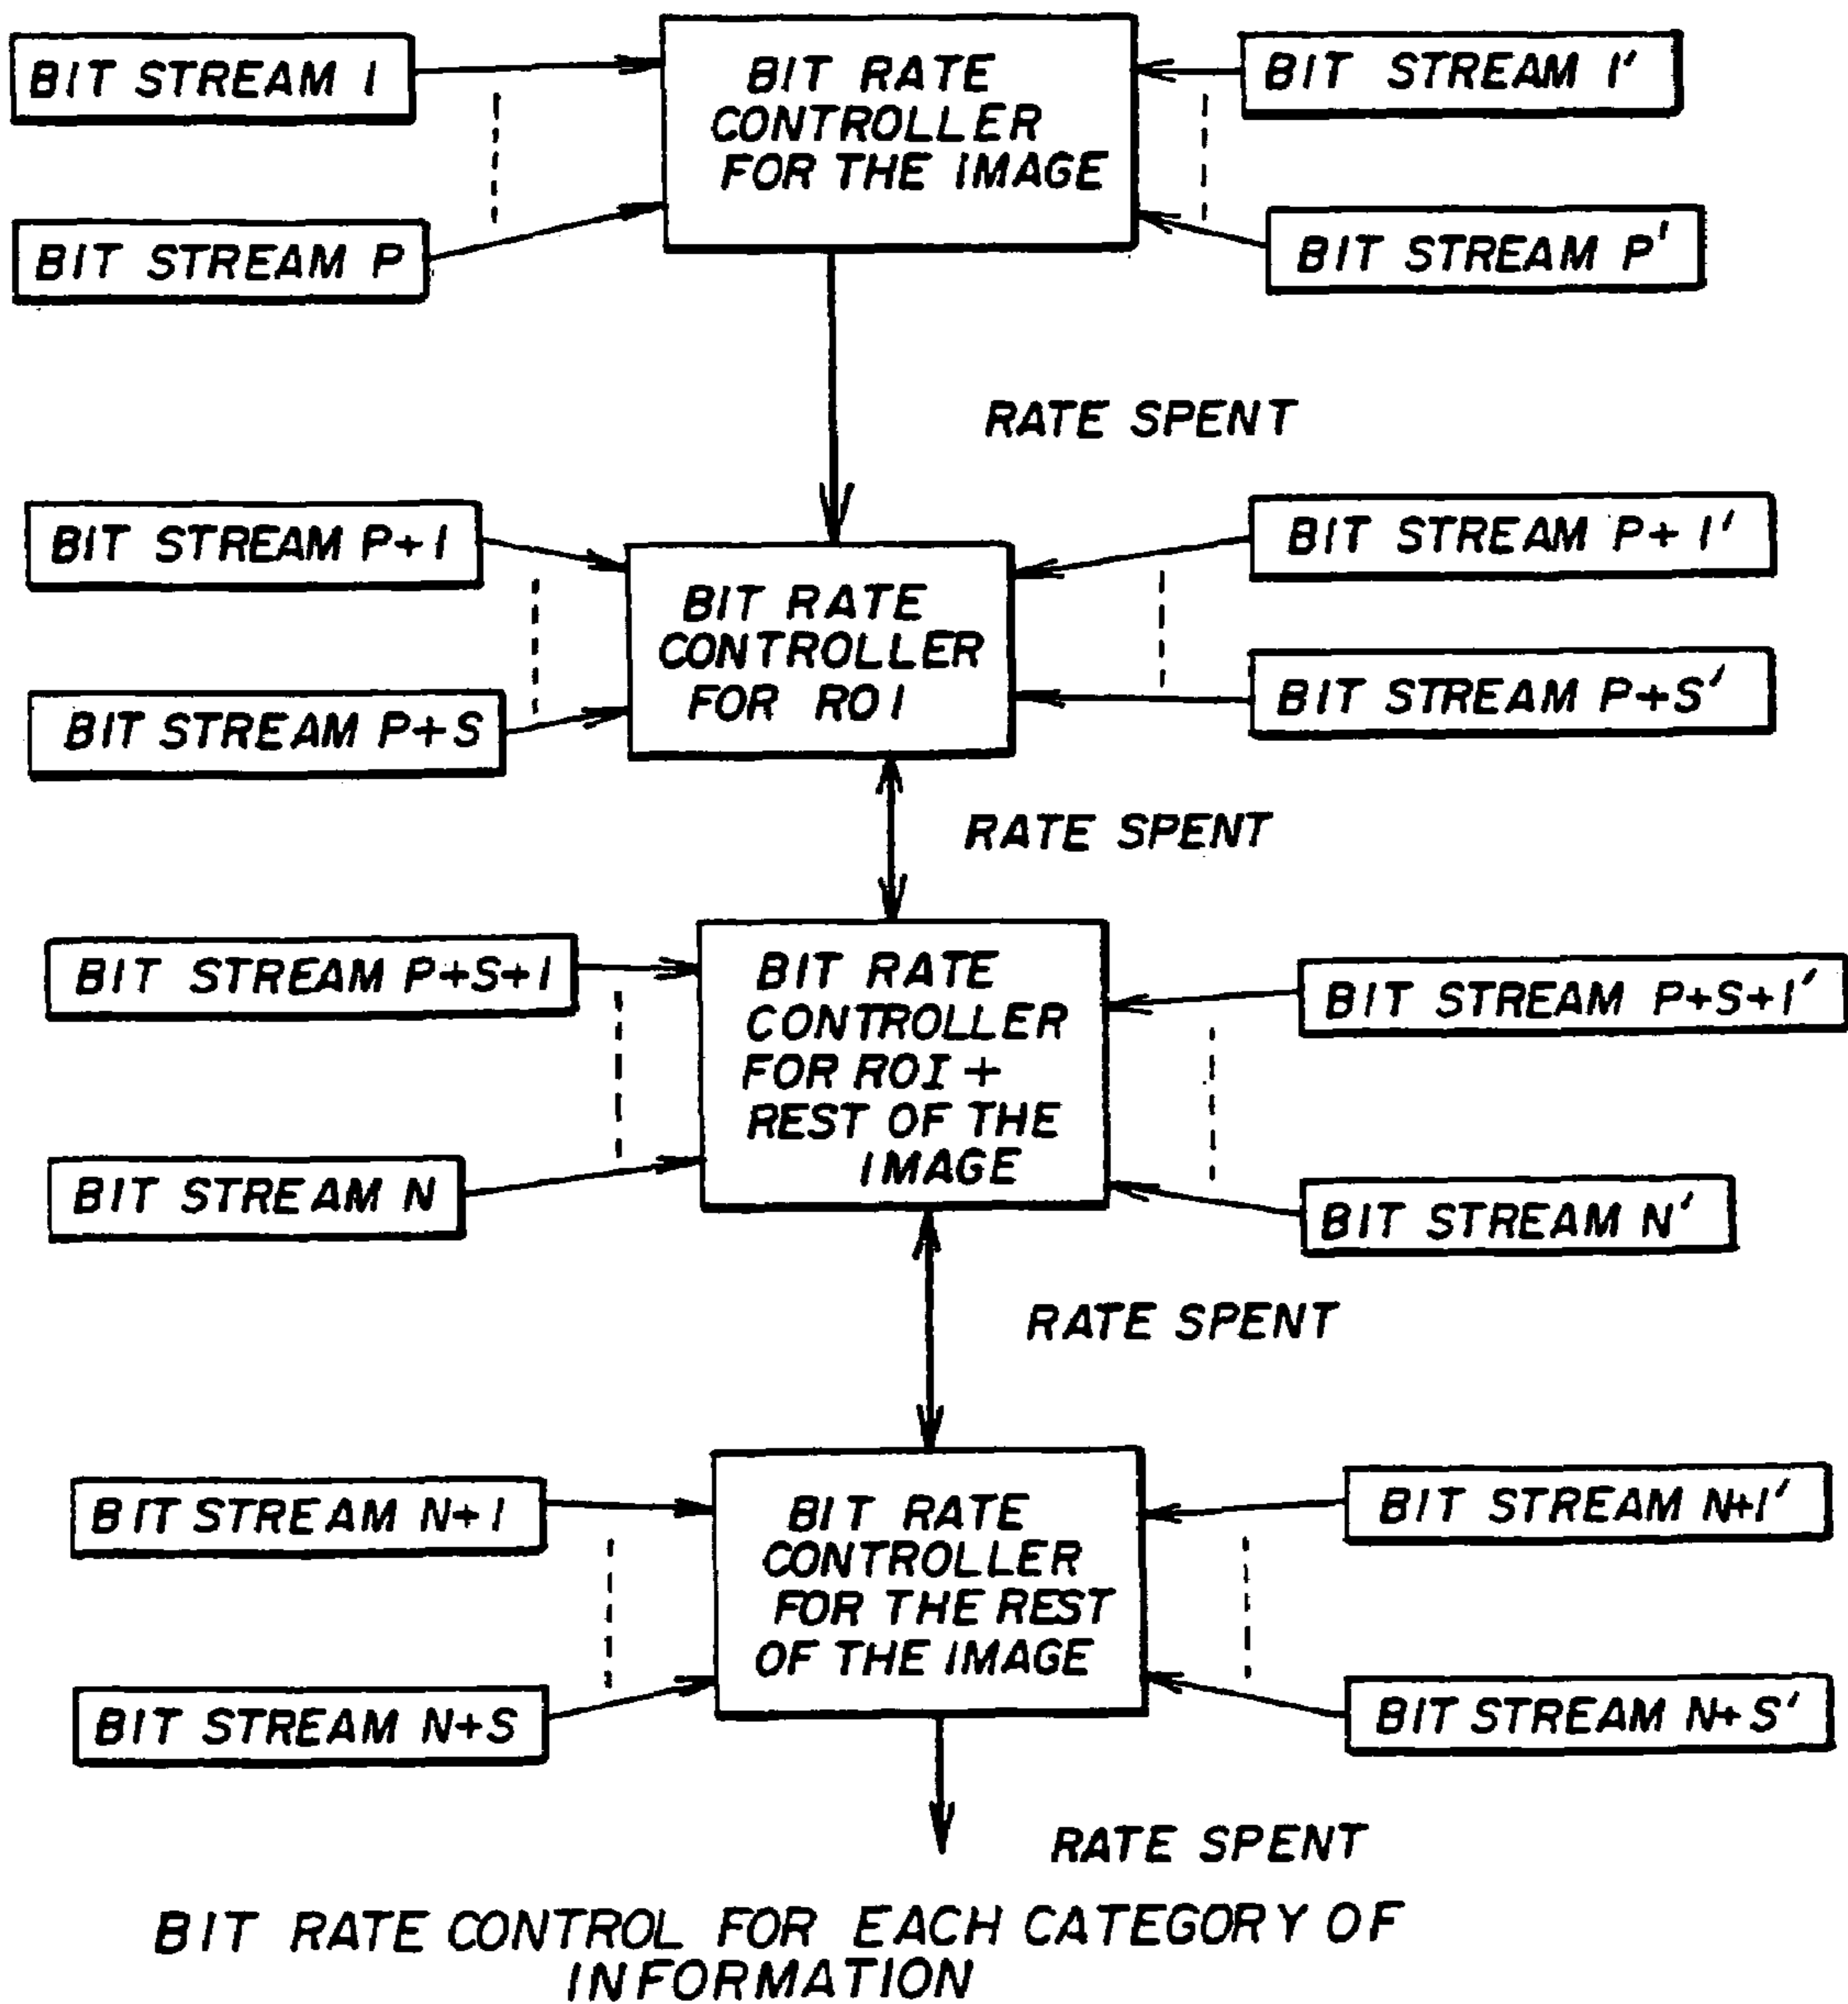 BIT STREAM 1
BIT RATE
CONTROLLER
FOR THE IMAGE
BIT STREAM 1'
BIT STREAM P
BIT STREAM P'
RATE SPENT
BIT STREAM P+1
BIT RATE
CONTROLLER
FOR ROI
BIT STREAM P+1'
BIT STREAM P+S
BIT STREAM P+S'
RATE SPENT
BIT STREAM P+S+1
BIT RATE
CONTROLLER
FOR ROI +
REST OF THE
IMAGE
BIT STREAM P+S+1'
BIT STREAM N
BIT STREAM N'
RATE SPENT
BIT STREAM N+1
BIT RATE
CONTROLLER
FOR THE REST
OF THE IMAGE
BIT STREAM N+1'
BIT STREAM N+S
BIT STREAM N+S'
RATE SPENT
BIT RATE CONTROL FOR EACH CATEGORY OF
INFORMATION